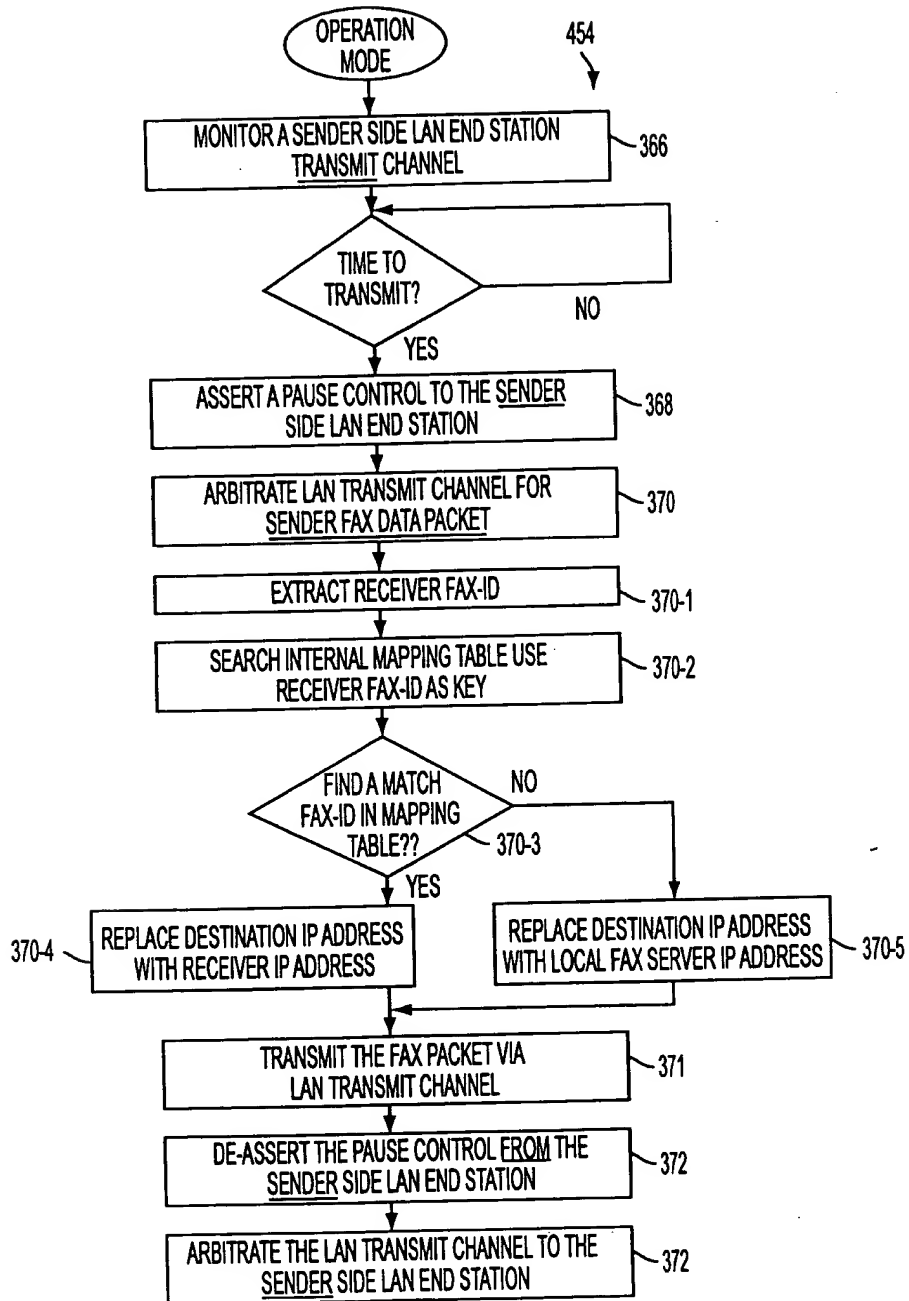 OPERATION
MODE
454
MONITOR A SENDER SIDE LAN END STATION
TRANSMIT CHANNEL
366
TIME TO
TRANSMIT?
NO
YES
ASSERT A PAUSE CONTROL TO THE SENDER
SIDE LAN END STATION
368
ARBITRATE LAN TRANSMIT CHANNEL FOR
SENDER FAX DATA PACKET
370
EXTRACT RECEIVER FAX-ID
370-1
SEARCH INTERNAL MAPPING TABLE USE
RECEIVER FAX-ID AS KEY
370-2
FIND A MATCH
FAX-ID IN MAPPING
TABLE??
NO
370-3
YES
370-4
REPLACE DESTINATION IP ADDRESS
WITH RECEIVER IP ADDRESS
REPLACE DESTINATION IP ADDRESS
WITH LOCAL FAX SERVER IP ADDRESS
370-5
TRANSMIT THE FAX PACKET VIA
LAN TRANSMIT CHANNEL
371
DE-ASSERT THE PAUSE CONTROL FROM THE
SENDER SIDE LAN END STATION
372
ARBITRATE THE LAN TRANSMIT CHANNEL TO THE
SENDER SIDE LAN END STATION
372